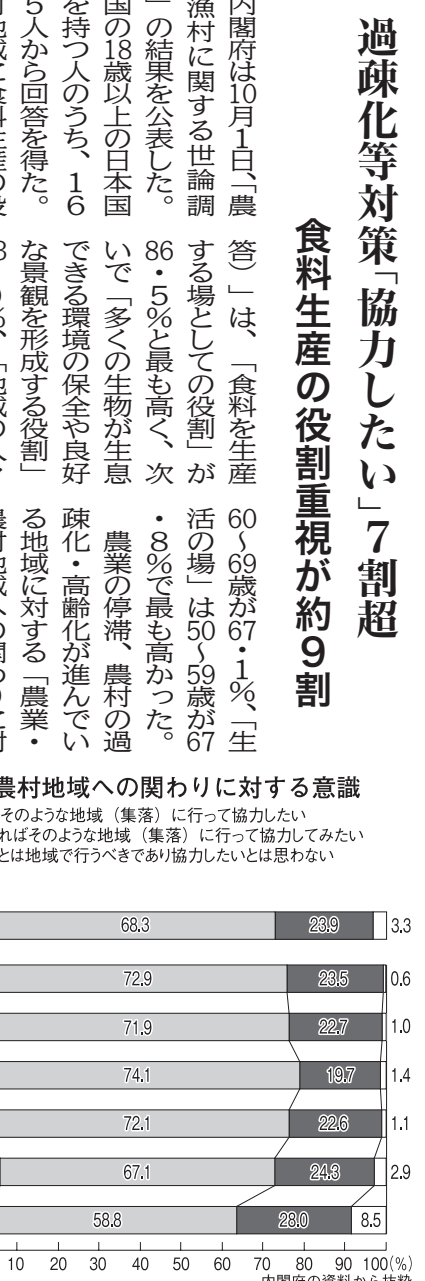 過疎化等対策「協力したい」7割超
食料生産の役割重視が約9割
内閣府は10月1日、「農
漁村に関する世論調
」の結果を公表した。
国の18歳以上の日本国
を持つ人のうち、16
5人から回答を得た。
答）」は、「食料を生産
する場としての役割」が
86・5％と最も高く、次
いで「多くの生物が生息
できる環境の保全や良好
な景観を形成する役割」
60〜69歳が67・1％、「生
活の場」は50〜59歳が67
・8％で最も高かった。
農業の停滞、農村の過
疎化・高齢化が進んでい
る地域に対する「農業・
農村地域への関わりに対する意識
そのような地域（集落）に行って協力したい
ればそのような地域（集落）に行って協力してみたい
とは地域で行うべきであり協力したいとは思わない
68.3 23.9 3.3
72.9 23.5 0.6
71.9 22.7 1.0
74.1 19.7 1.4
72.1 22.6 1.1
67.1 24.3 2.9
58.8 28.0 8.5
10 20 30 40 50 60 70 80 90 100(%)
内閣府の資料から抜粋